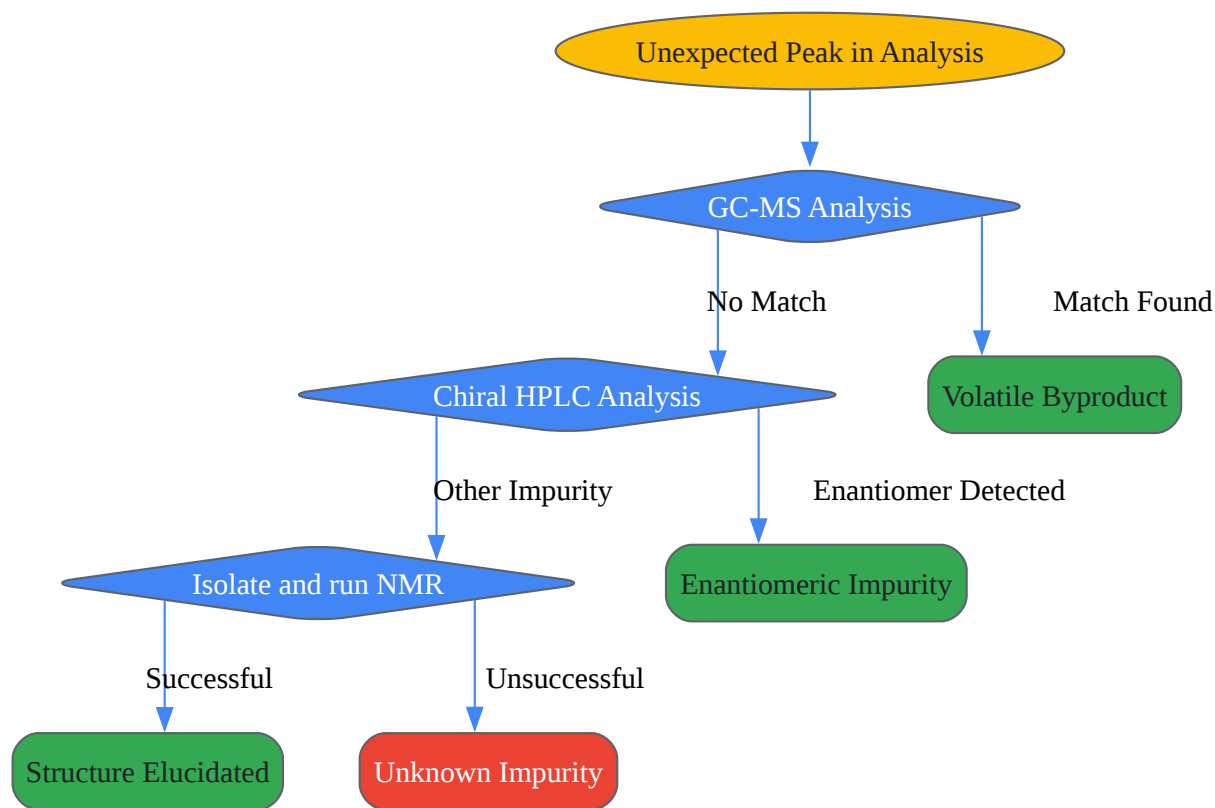 Unexpected Peak in Analysis
GC-MS Analysis
No Match
Match Found
Chiral HPLC Analysis
Volatile Byproduct
Other Impurity
Enantiomer Detected
Isolate and run NMR
Enantiomeric Impurity
Successful
Unsuccessful
Structure Elucidated
Unknown Impurity